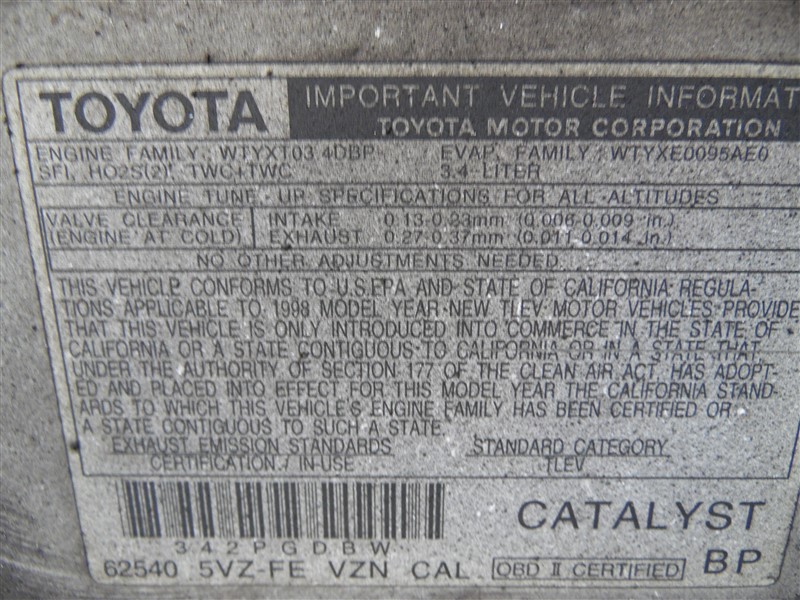 TOYOTA IMPORTANT VEHICLE INFORMAT
TOYOTA MOTOR CORPORATION
ENGINE FAMILY, WTYXT03.4DBP EVAP. FAMILY: WTYXE0095AE0
SFI, HO2S(2), TWC+TWC 3.4 LITER
ENGINE TUNE-UP SPECIFICATIONS FOR ALL ALTITUDES
VALVE CLEARANCE INTAKE 0.13-0.23mm (0.006-0.009 in.)
(ENGINE AT COLD) EXHAUST 0.27-0.37mm (0.011-0.014 in.)
NO OTHER ADJUSTMENTS NEEDED.
THIS VEHICLE CONFORMS TO U.S.EPA AND STATE OF CALIFORNIA REGULA-
TIONS APPLICABLE TO 1998 MODEL YEAR NEW TLEV MOTOR VEHICLES PROVIDE
THAT THIS VEHICLE IS ONLY INTRODUCED INTO COMMERCE IN THE STATE OF
CALIFORNIA OR A STATE CONTIGUOUS TO CALIFORNIA OR IN A STATE THAT,
UNDER THE AUTHORITY OF SECTION 177 OF THE CLEAN AIR ACT, HAS ADOPT-
ED AND PLACED INTO EFFECT FOR THIS MODEL YEAR THE CALIFORNIA STAND-
ARDS TO WHICH THIS VEHICLE'S ENGINE FAMILY HAS BEEN CERTIFIED OR
A STATE CONTIGUOUS TO SUCH A STATE.
EXHAUST EMISSION STANDARDS STANDARD CATEGORY
CERTIFICATION / IN-USE TLEV
CATALYST
342PGDBW
62540 5VZ-FE VZN CAL OBD II CERTIFIED BP